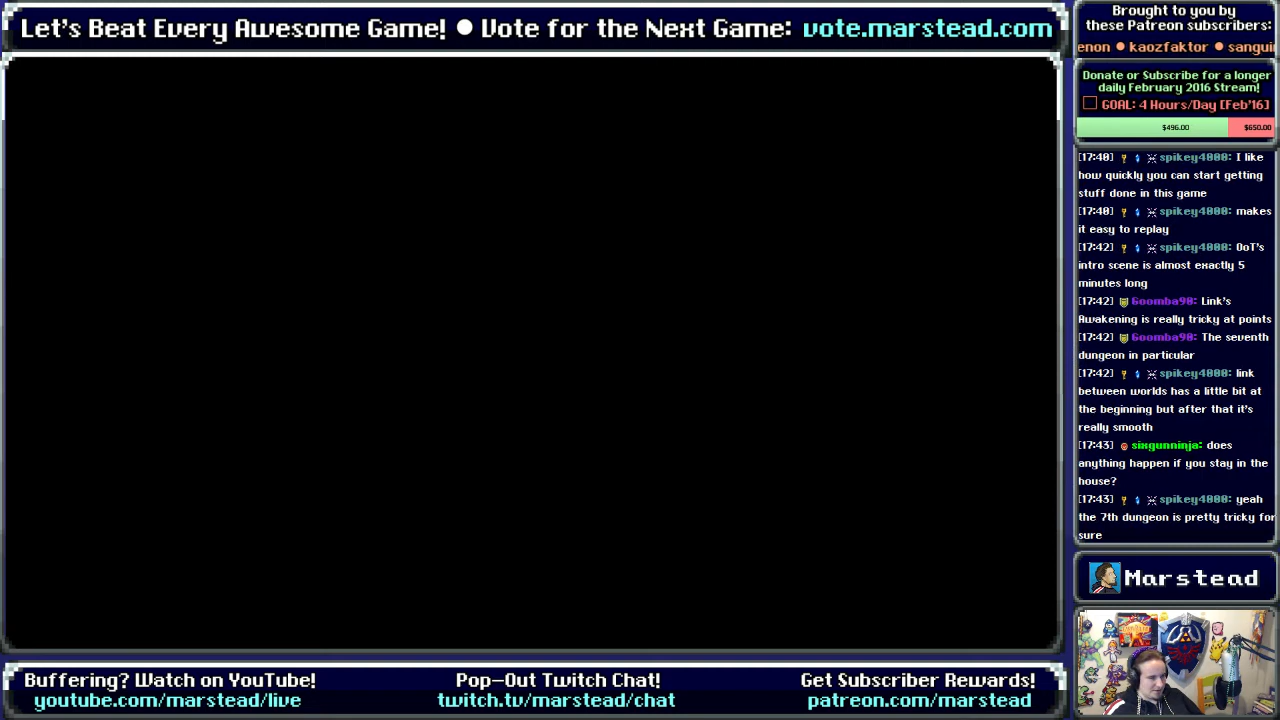 Let's Beat Every Awesome Game! ● Vote for the Next Game: vote.marstead.com
Brought to you by
these Patreon subscribers:
enon ● kaozfaktor ● sangui
Donate or Subscribe for a longer
daily February 2016 Stream!
GOAL: 4 Hours/Day [Feb'16]
$496.00 $650.00
[17:40] spikey4000: I like
how quickly you can start getting
stuff done in this game
[17:40] spikey4000: makes
it easy to replay
[17:42] spikey4000: OoT's
intro scene is almost exactly 5
minutes long
[17:42] Goomba98: Link's
Awakening is really tricky at points
[17:42] Goomba98: The seventh
dungeon in particular
[17:42] spikey4000: link
between worlds has a little bit at
the beginning but after that it's
really smooth
[17:43] sixgunninja: does
anything happen if you stay in the
house?
[17:43] spikey4000: yeah
the 7th dungeon is pretty tricky for
sure
Marstead
Buffering? Watch on YouTube!
youtube.com/marstead/live
Pop-Out Twitch Chat!
twitch.tv/marstead/chat
Get Subscriber Rewards!
patreon.com/marstead